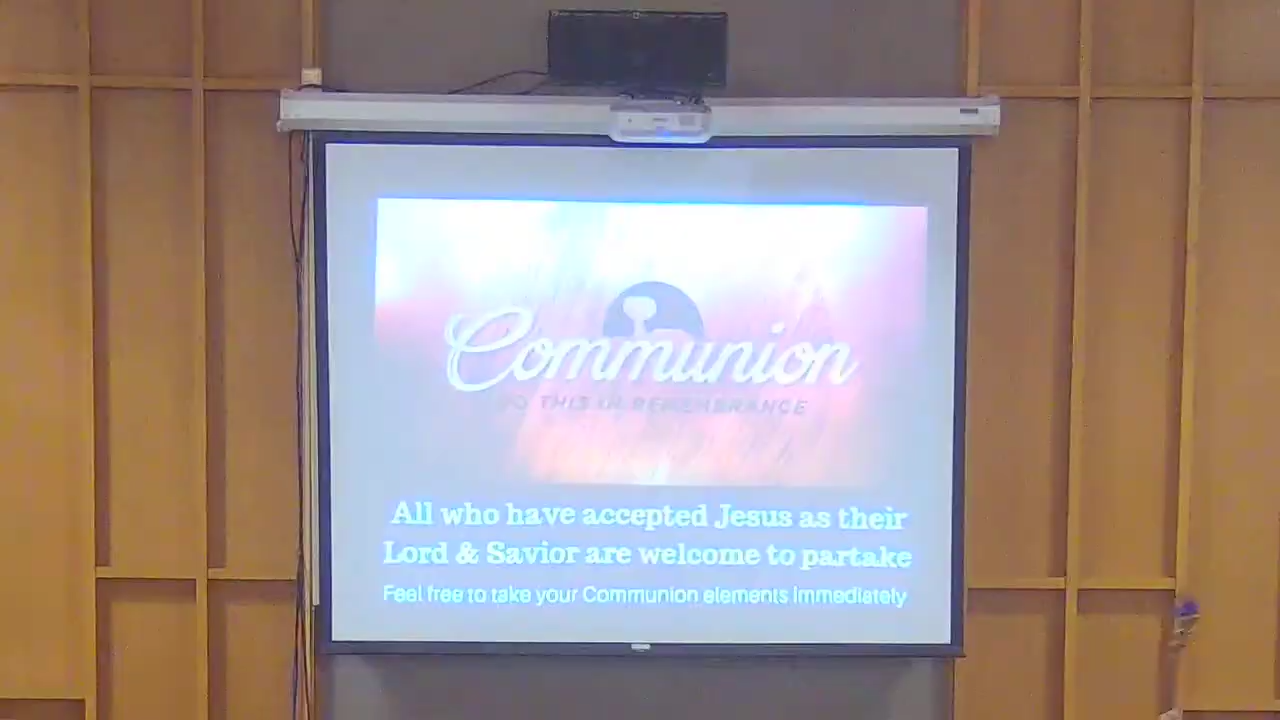 Communion
DO THIS IN REMEMBRANCE
All who have accepted Jesus as their
Lord & Savior are welcome to partake
Feel free to take your Communion elements immediately